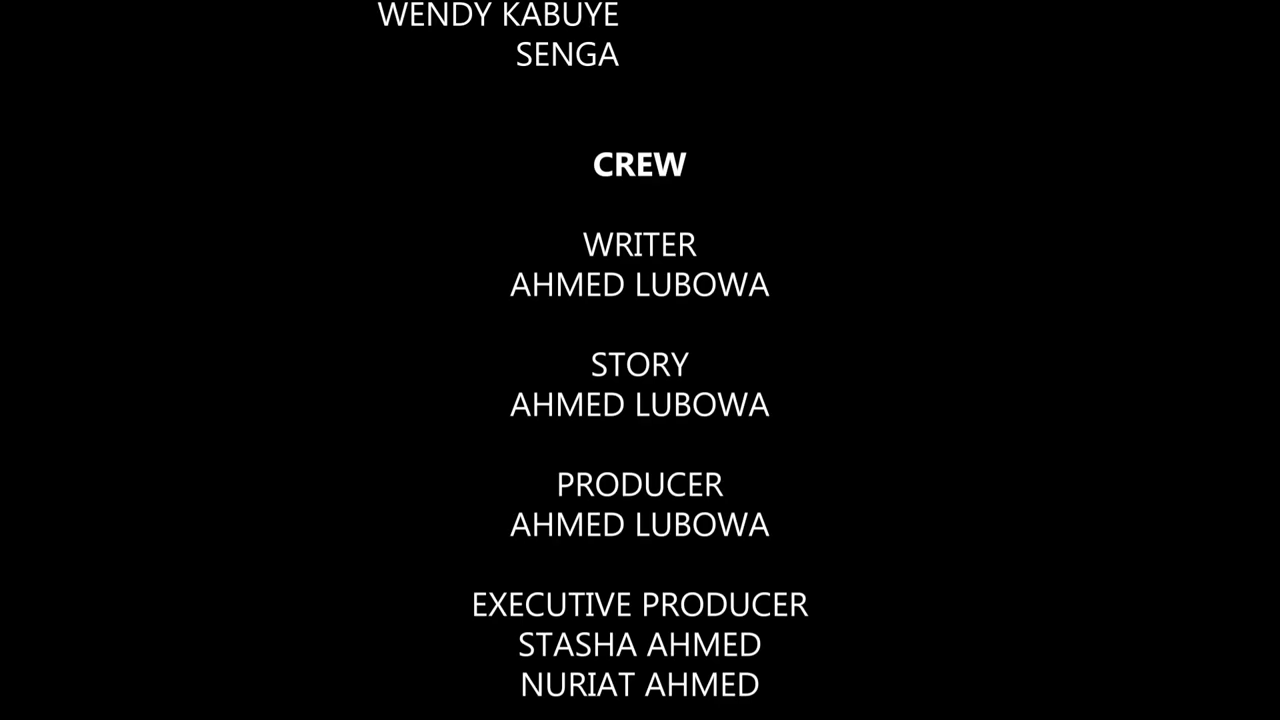 WENDY KABUYE
SENGA
CREW
WRITER
AHMED LUBOWA
STORY
AHMED LUBOWA
PRODUCER
AHMED LUBOWA
EXECUTIVE PRODUCER
STASHA AHMED
NURIAT AHMED